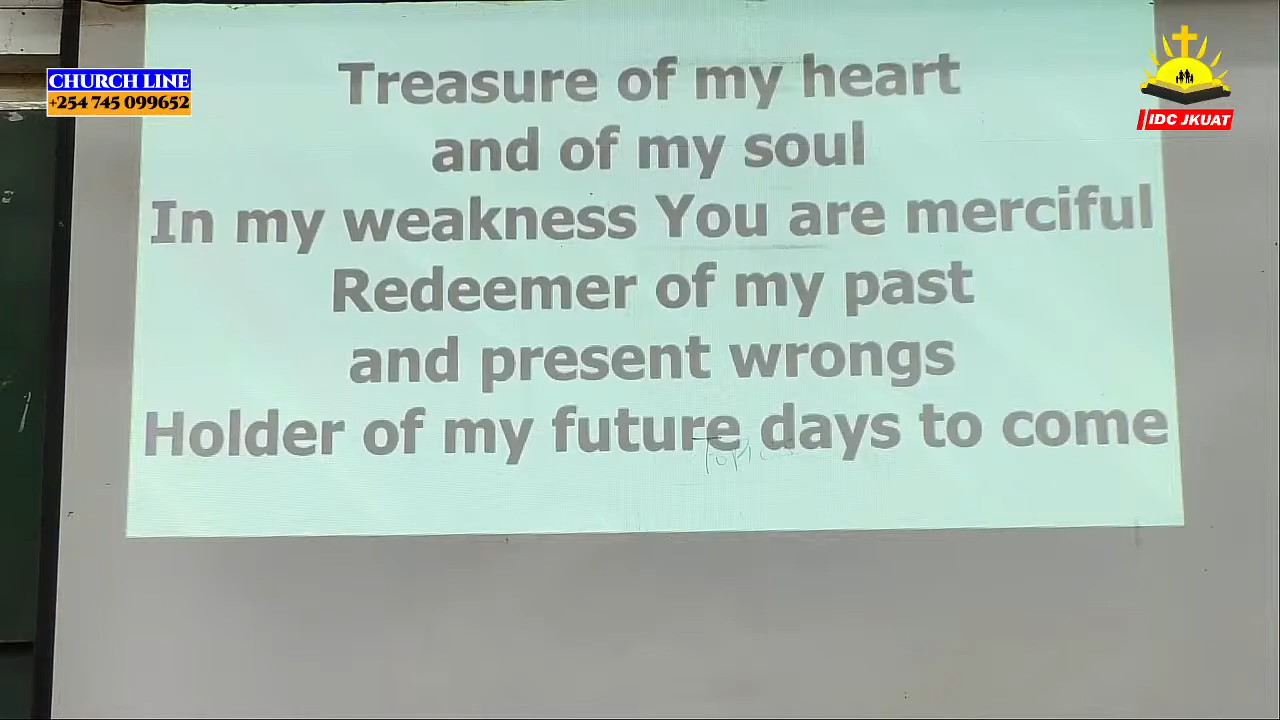 CHURCH LINE
+254 745 099652
IDC JKUAT
Treasure of my heart
and of my soul
In my weakness You are merciful
Redeemer of my past
and present wrongs
Holder of my future days to come